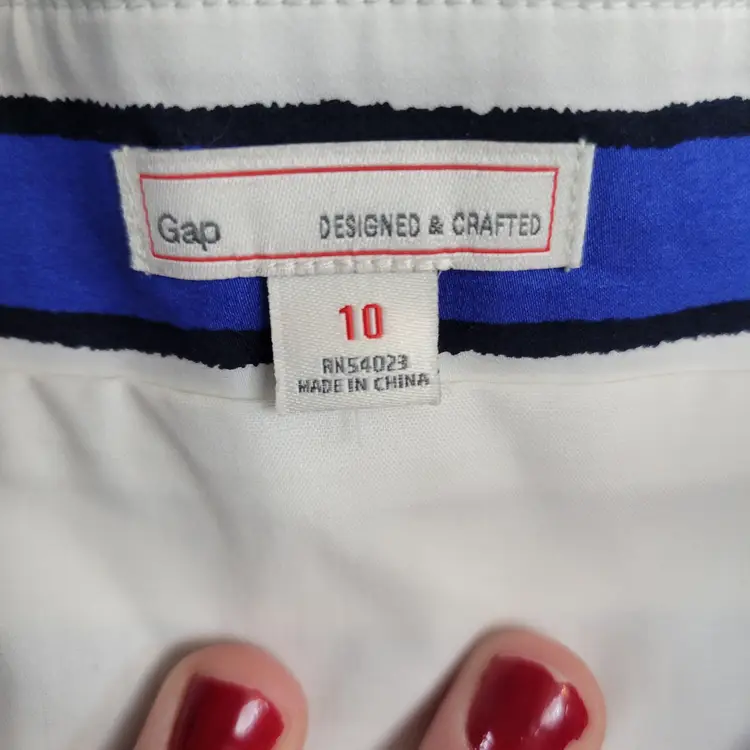 Gap DESIGNED & CRAFTED
10
RN54023
MADE IN CHINA